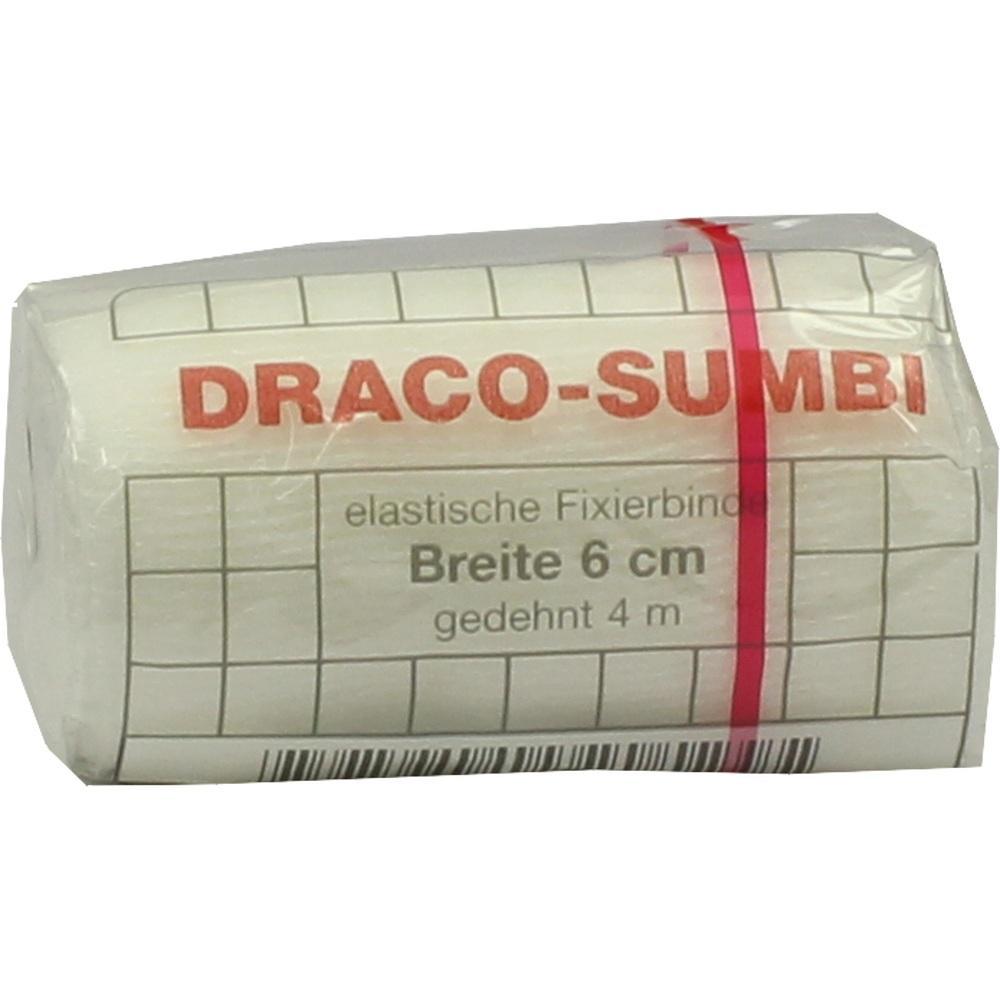 DRACO-SUMBI
elastische Fixierbinde
Breite 6 cm
gedehnt 4 m